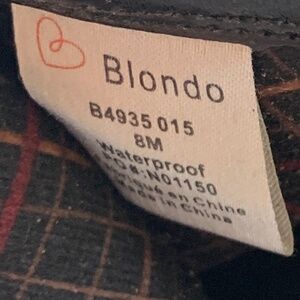 Blondo
B4935 015
8M
Waterproof
PO#:N01150
Fabriqué en Chine
Made in China